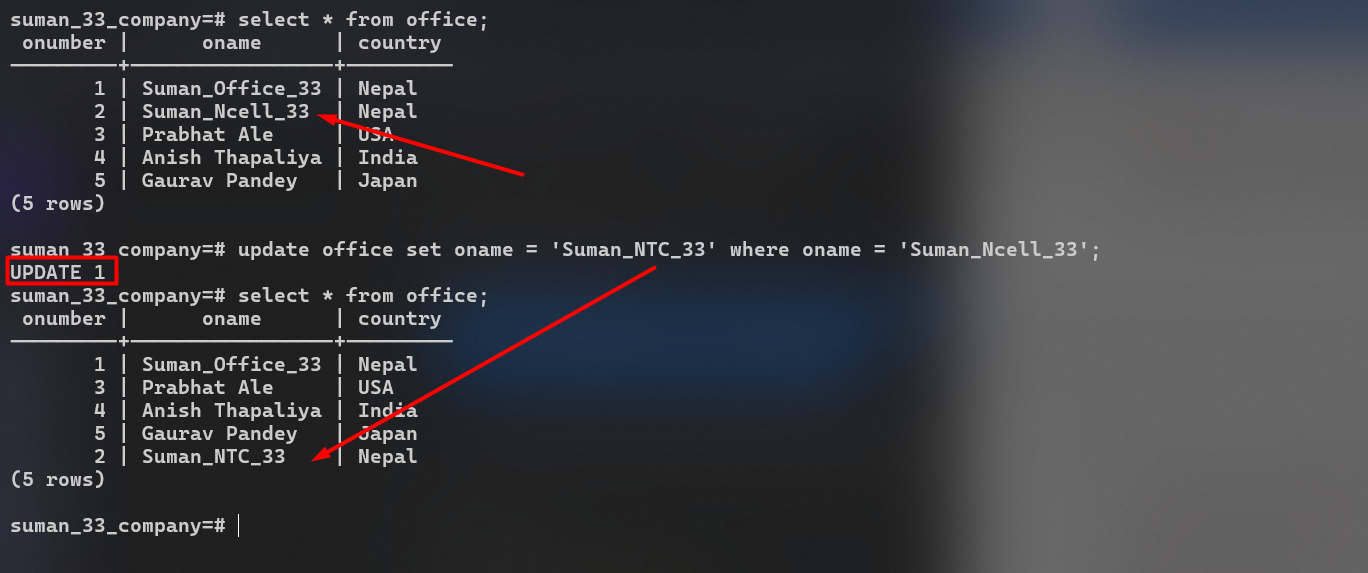 suman_33_company=# select * from office;
 onumber |      oname      | country
---------+-----------------+---------
       1 | Suman_Office_33 | Nepal
       2 | Suman_Ncell_33  | Nepal
       3 | Prabhat Ale     | USA
       4 | Anish Thapaliya | India
       5 | Gaurav Pandey   | Japan
(5 rows)

suman_33_company=# update office set oname = 'Suman_NTC_33' where oname = 'Suman_Ncell_33';
UPDATE 1
suman_33_company=# select * from office;
 onumber |      oname      | country
---------+-----------------+---------
       1 | Suman_Office_33 | Nepal
       3 | Prabhat Ale     | USA
       4 | Anish Thapaliya | India
       5 | Gaurav Pandey   | Japan
       2 | Suman_NTC_33    | Nepal
(5 rows)

suman_33_company=#